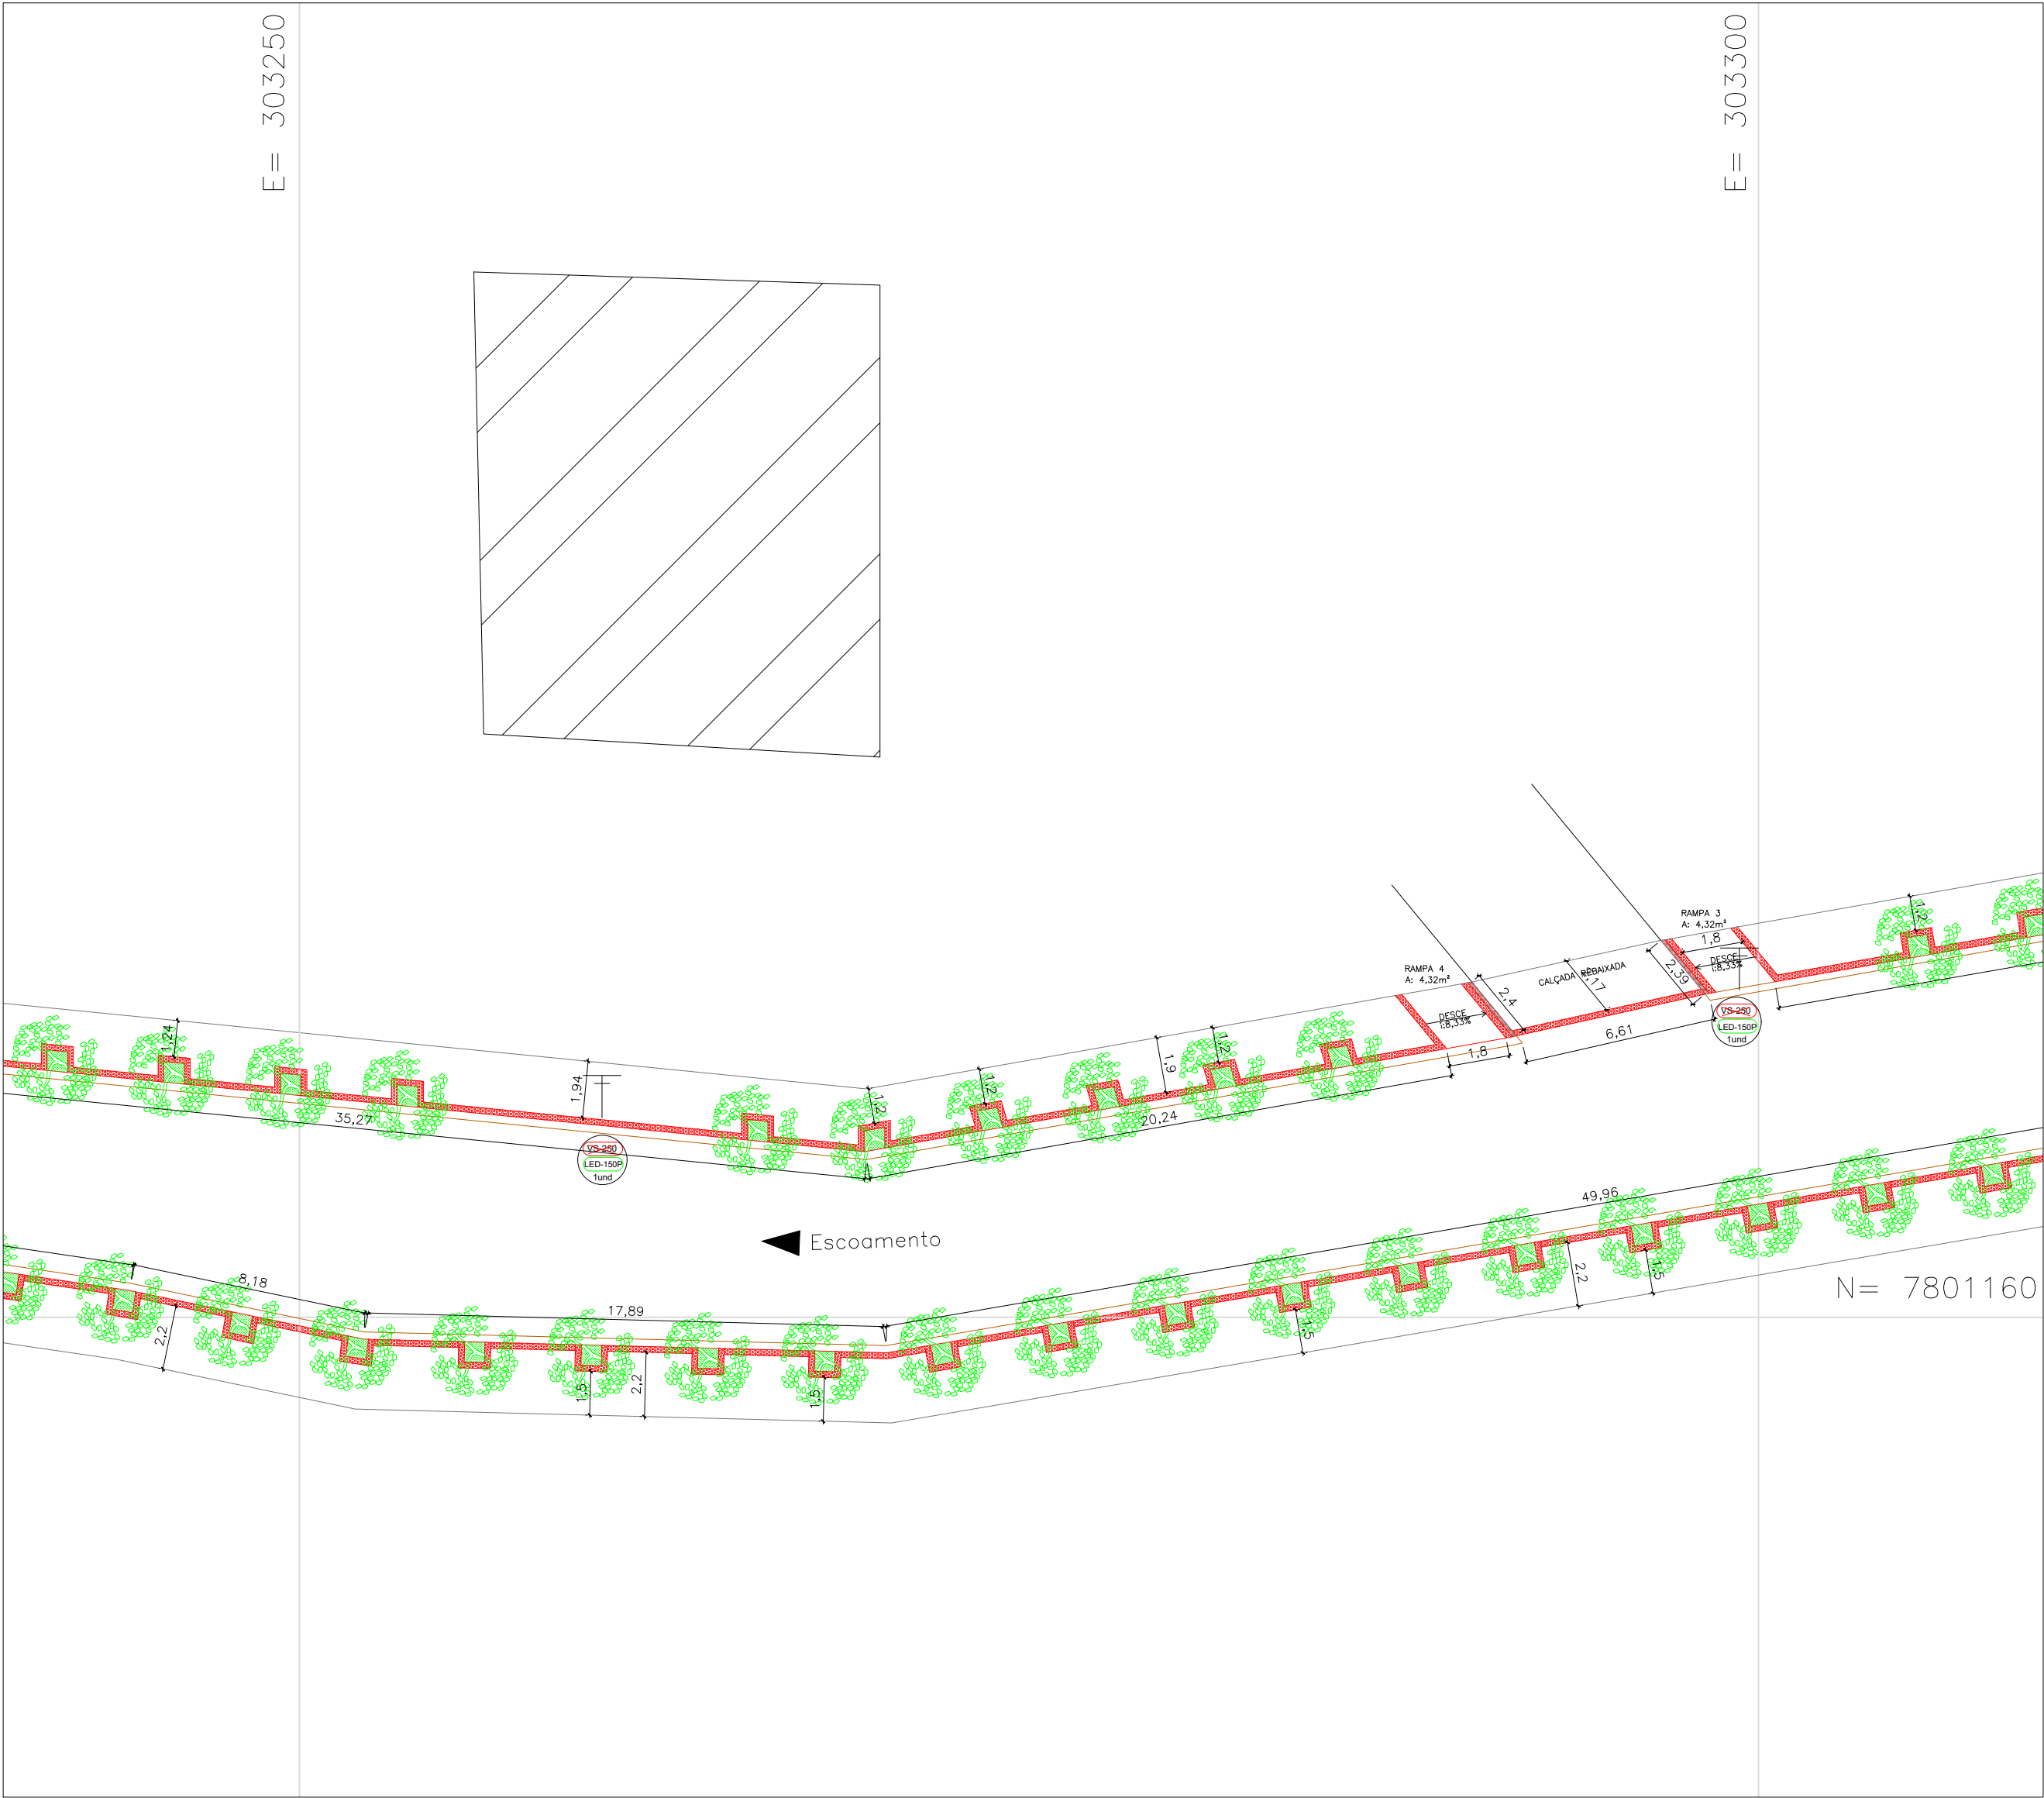 E= 303250
E= 303300
RAMPA 3
A: 4,32m²
1,8
DESCE
i:8,33%
1,2
RAMPA 4
A: 4,32m²
CALÇADA REBAIXADA
2,39
2,4
DESCE
i:8,33%
1,8
6,61
VS-250
LED-150P
1und
1,24
1,94
1,2
1,2
1,9
1,2
35,27
20,24
VS-250
LED-150P
1und
49,96
Escoamento
8,18
17,89
2,2
1,5
2,2
1,5
1,5
2,2
1,5
N= 7801160